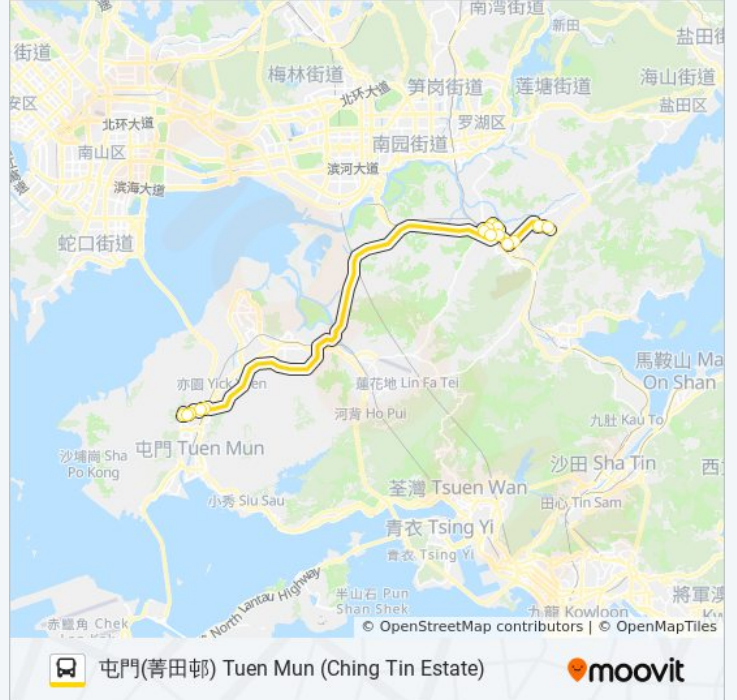 南湾街道
新田
盐田街
街道
梅林街道
北环大道
笋岗街道
莲塘街道
海山街道
盐田区
安区
北环大道
罗湖区
南山区
南园街道
滨河大道
滨海大道
蛇口街道
馬鞍山 Ma
On Shan
亦園 Yick Yuen
蓮花地 Lin Fa Tei
河背 Ho Pui
九肚 Kau To
屯門 Tuen Mun
沙埔崗 Sha
Po Kong
沙田 Sha Tin
西
荃灣 Tsuen Wan
小秀 Siu Sau
田心 Tin Sam
青衣 Tsing Yi
青衣 Tsing Yi
North Lantau Highway
半山石 Pun
Shan Shek
將軍澳
赤鱲角 Chek
九龍 Kowloon
© OpenStreetMap contributors | © OpenMapTiles
屯門(菁田邨) Tuen Mun (Ching Tin Estate)
moovit